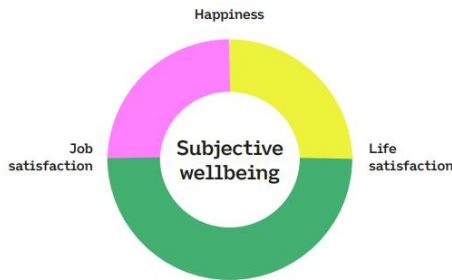 Happiness
Job
satisfaction
Subjective
wellbeing
Life
satisfaction